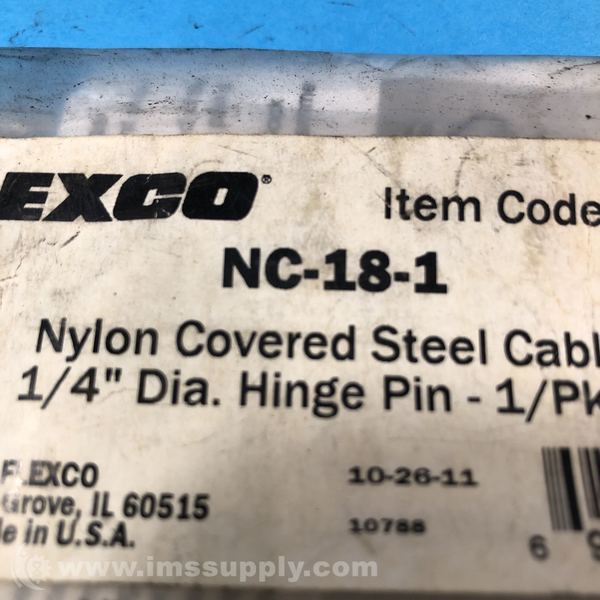 EXCO® Item Code
NC-18-1
Nylon Covered Steel Cabl
1/4" Dia. Hinge Pin - 1/Pk
FLEXCO 10-26-11
Grove, IL 60515
e in U.S.A. 10788
6 9
© www.imssupply.com